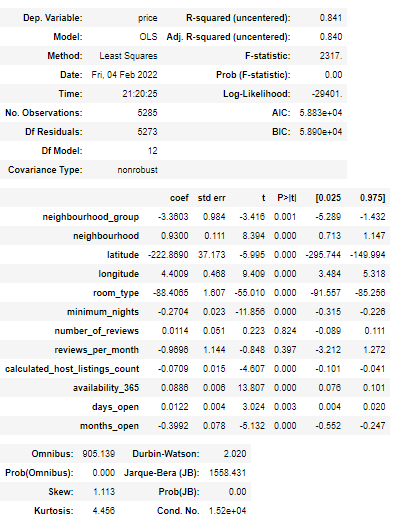 Dep. Variable: price R-squared (uncentered): 0.841
Model: OLS Adj. R-squared (uncentered): 0.840
Method: Least Squares F-statistic: 2317.
Date: Fri, 04 Feb 2022 Prob (F-statistic): 0.00
Time: 21:20:25 Log-Likelihood: -29401.
No. Observations: 5285 AIC: 5.883e+04
Df Residuals: 5273 BIC: 5.890e+04
Df Model: 12
Covariance Type: nonrobust
coef std err t P>|t| [0.025 0.975]
neighbourhood_group -3.3603 0.984 -3.416 0.001 -5.289 -1.432
neighbourhood 0.9300 0.111 8.394 0.000 0.713 1.147
latitude -222.8690 37.173 -5.995 0.000 -295.744 -149.994
longitude 4.4009 0.468 9.409 0.000 3.484 5.318
room_type -88.4065 1.607 -55.010 0.000 -91.557 -85.256
minimum_nights -0.2704 0.023 -11.856 0.000 -0.315 -0.226
number_of_reviews 0.0114 0.051 0.223 0.824 -0.089 0.111
reviews_per_month -0.9696 1.144 -0.848 0.397 -3.212 1.272
calculated_host_listings_count -0.0709 0.015 -4.607 0.000 -0.101 -0.041
availability_365 0.0886 0.006 13.807 0.000 0.076 0.101
days_open 0.0122 0.004 3.024 0.003 0.004 0.020
months_open -0.3992 0.078 -5.132 0.000 -0.552 -0.247
Omnibus: 905.139 Durbin-Watson: 2.020
Prob(Omnibus): 0.000 Jarque-Bera (JB): 1558.431
Skew: 1.113 Prob(JB): 0.00
Kurtosis: 4.456 Cond. No. 1.52e+04